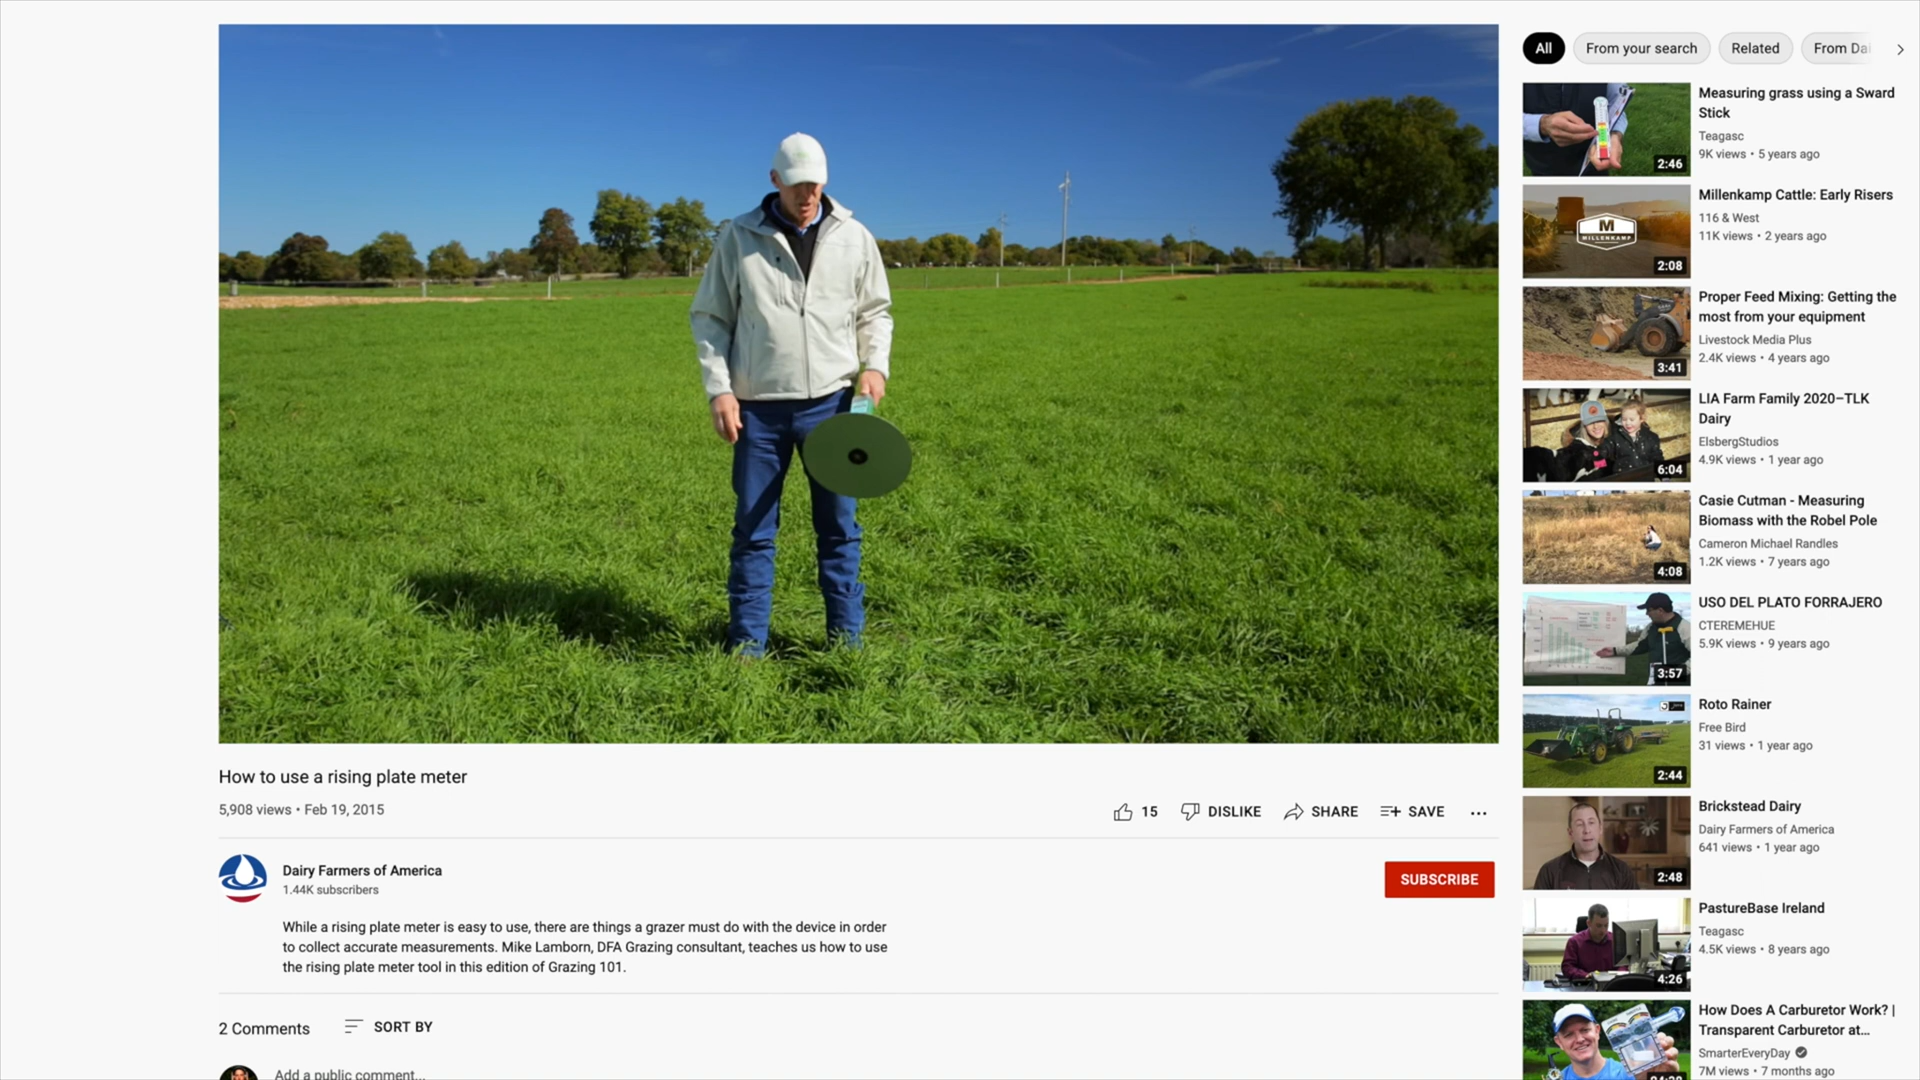 How to use a rising plate meter
5,908 views • Feb 19, 2015
15
DISLIKE
SHARE
SAVE
Dairy Farmers of America
1.44K subscribers
SUBSCRIBE
While a rising plate meter is easy to use, there are things a grazer must do with the device in order
to collect accurate measurements. Mike Lamborn, DFA Grazing consultant, teaches us how to use
the rising plate meter tool in this edition of Grazing 101.
2 Comments
SORT BY
Add a public comment...
All
From your search
Related
From Dai
2:46
Measuring grass using a Sward
Stick
Teagasc
9K views • 5 years ago
M
MILLENKAMP
2:08
Millenkamp Cattle: Early Risers
116 & West
11K views • 2 years ago
3:41
Proper Feed Mixing: Getting the
most from your equipment
Livestock Media Plus
2.4K views • 4 years ago
6:04
LIA Farm Family 2020–TLK
Dairy
ElsbergStudios
4.9K views • 1 year ago
4:08
Casie Cutman - Measuring
Biomass with the Robel Pole
Cameron Michael Randles
1.2K views • 7 years ago
3:57
USO DEL PLATO FORRAJERO
CTEREMEHUE
5.9K views • 9 years ago
2:44
Roto Rainer
Free Bird
31 views • 1 year ago
2:48
Brickstead Dairy
Dairy Farmers of America
641 views • 1 year ago
4:26
PastureBase Ireland
Teagasc
4.5K views • 8 years ago
How Does A Carburetor Work? |
Transparent Carburetor at...
SmarterEveryDay
7M views • 7 months ago